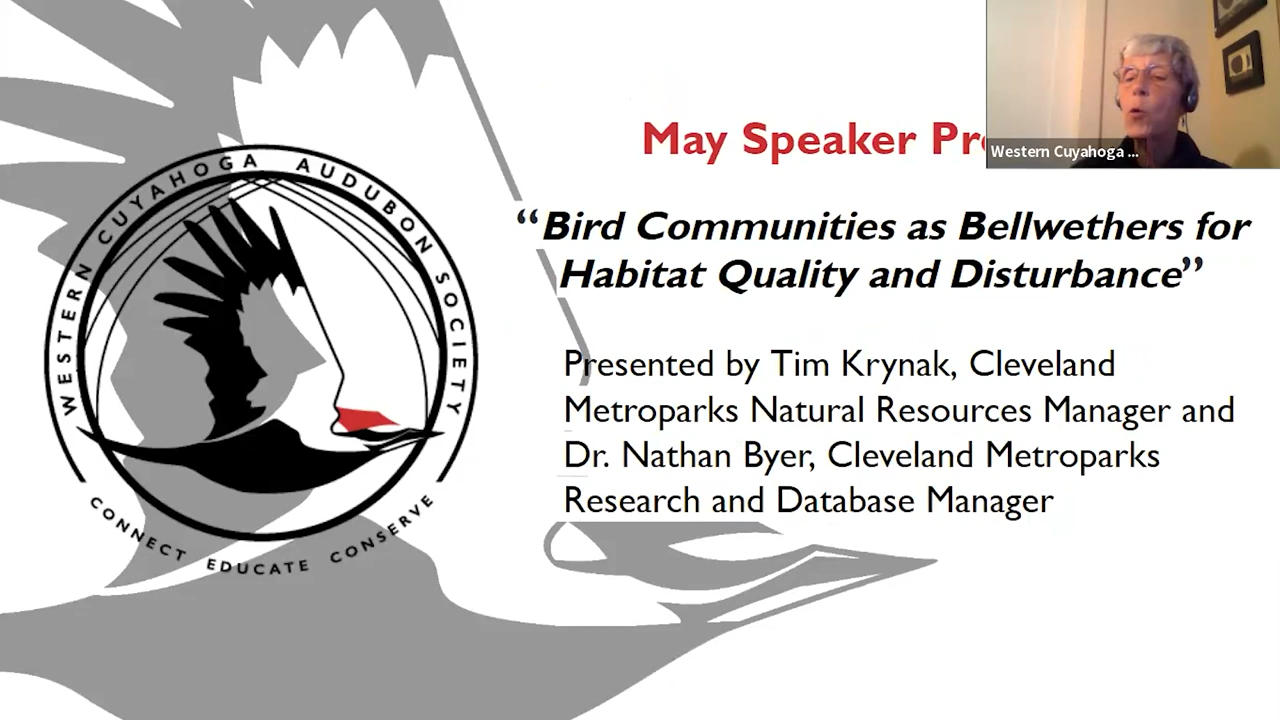 May Speaker Pr
Western Cuyahoga ...
“Bird Communities as Bellwethers for
Habitat Quality and Disturbance”
Presented by Tim Krynak, Cleveland
Metroparks Natural Resources Manager and
Dr. Nathan Byer, Cleveland Metroparks
Research and Database Manager
WESTERN CUYAHOGA AUDUBON SOCIETY
CONNECT EDUCATE CONSERVE